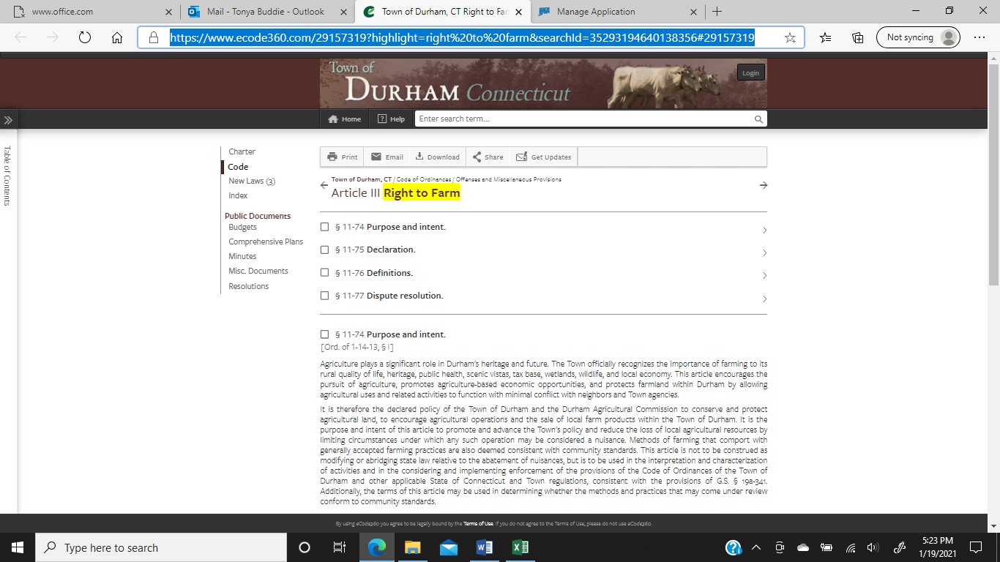 www.office.com
Mail - Tonya Buddie - Outlook
Town of Durham, CT Right to Far
Manage Application
https://www.ecode360.com/29157319?highlight=right%20to%20farm&searchId=35293194640138356#29157319
Not syncing
Town of
DURHAM Connecticut
Login
Home
Help
Enter search term...
Table of Contents
Charter
Code
New Laws (3)
Index
Public Documents
Budgets
Comprehensive Plans
Minutes
Misc. Documents
Resolutions
Print
Email
Download
Share
Get Updates
Town of Durham, CT / Code of Ordinances / Offenses and Miscellaneous Provisions
Article III Right to Farm
§ 11-74 Purpose and intent.
§ 11-75 Declaration.
§ 11-76 Definitions.
§ 11-77 Dispute resolution.
§ 11-74 Purpose and intent.
[Ord. of 1-14-13, § I]
Agriculture plays a significant role in Durham's heritage and future. The Town officially recognizes the importance of farming to its
rural quality of life, heritage, public health, scenic vistas, tax base, wetlands, wildlife, and local economy. This article encourages the
pursuit of agriculture, promotes agriculture-based economic opportunities, and protects farmland within Durham by allowing
agricultural uses and related activities to function with minimal conflict with neighbors and Town agencies.
It is therefore the declared policy of the Town of Durham and the Durham Agricultural Commission to conserve and protect
agricultural land, to encourage agricultural operations and the sale of local farm products within the Town of Durham. It is the
purpose and intent of this article to promote and advance the Town's policy and reduce the loss of local agricultural resources by
limiting circumstances under which any such operation may be considered a nuisance. Methods of farming that comport with
generally accepted farming practices are also deemed consistent with community standards. This article is not to be construed as
modifying or abridging state law relative to the abatement of nuisances, but is to be used in the interpretation and characterization
of activities and in the considering and implementing enforcement of the provisions of the Code of Ordinances of the Town of
Durham and other applicable State of Connecticut and Town regulations, consistent with the provisions of G.S. § 19a-341.
Additionally, the terms of this article may be used in determining whether the methods and practices that may come under review
conform to community standards.
By using eCode360 you agree to be legally bound by the Terms of Use. If you do not agree to the Terms of Use, please do not use eCode360.
Type here to search
5:23 PM
1/19/2021